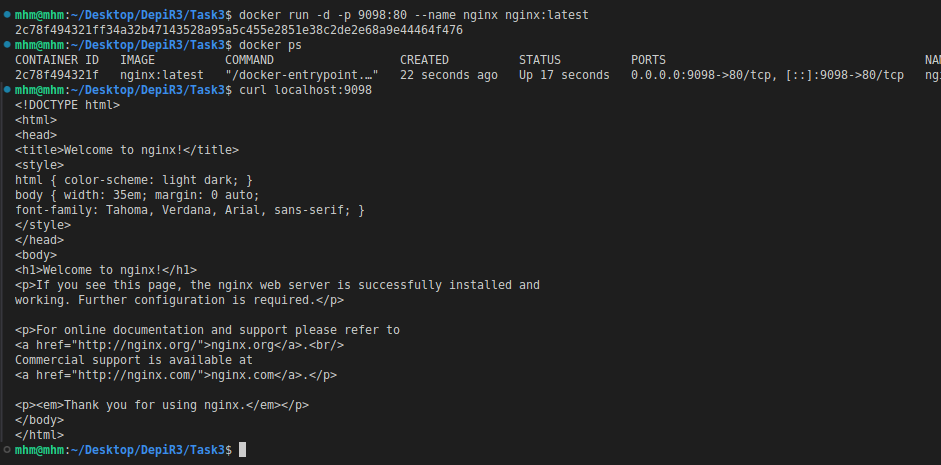 mhm@mhm:~/Desktop/DepiR3/Task3$ docker run -d -p 9098:80 --name nginx nginx:latest
2c78f494321ff34a32b47143528a95a5c455e2851e38c2de2e68a9e44464f476
mhm@mhm:~/Desktop/DepiR3/Task3$ docker ps
CONTAINER ID   IMAGE          COMMAND                  CREATED          STATUS          PORTS                                     NA
2c78f494321f   nginx:latest   "/docker-entrypoint.…"   22 seconds ago   Up 17 seconds   0.0.0.0:9098->80/tcp, [::]:9098->80/tcp   ngi
mhm@mhm:~/Desktop/DepiR3/Task3$ curl localhost:9098
<!DOCTYPE html>
<html>
<head>
<title>Welcome to nginx!</title>
<style>
html { color-scheme: light dark; }
body { width: 35em; margin: 0 auto;
font-family: Tahoma, Verdana, Arial, sans-serif; }
</style>
</head>
<body>
<h1>Welcome to nginx!</h1>
<p>If you see this page, the nginx web server is successfully installed and
working. Further configuration is required.</p>

<p>For online documentation and support please refer to
<a href="http://nginx.org/">nginx.org</a>.<br/>
Commercial support is available at
<a href="http://nginx.com/">nginx.com</a>.</p>

<p><em>Thank you for using nginx.</em></p>
</body>
</html>
mhm@mhm:~/Desktop/DepiR3/Task3$